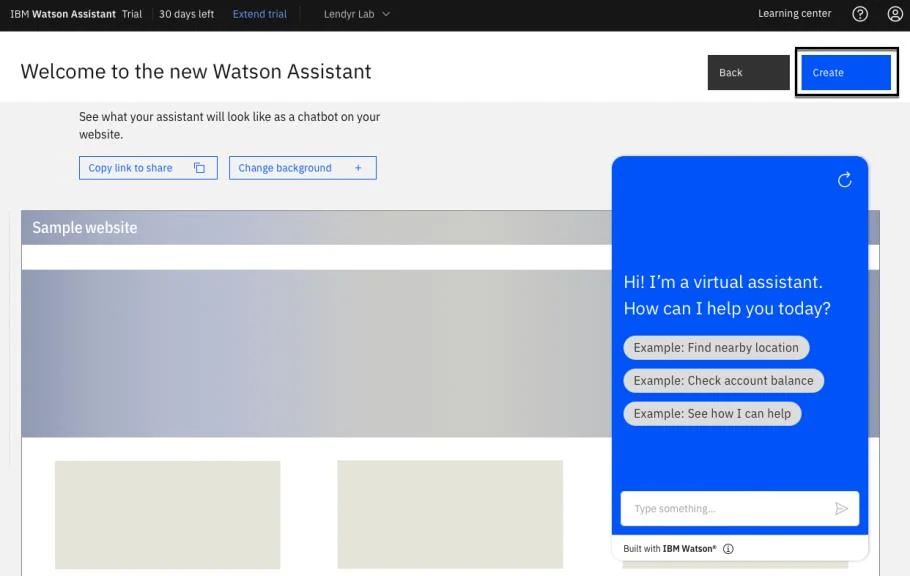 IBM Watson Assistant Trial 30 days left Extend trial Lendyr Lab Learning center
Welcome to the new Watson Assistant
Back
Create
See what your assistant will look like as a chatbot on your
website.
Copy link to share
Change background +
Sample website
Hi! I'm a virtual assistant.
How can I help you today?
Example: Find nearby location
Example: Check account balance
Example: See how I can help
Type something...
Built with IBM Watson®